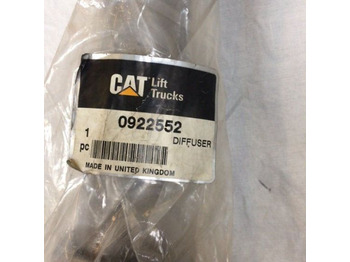 CAT Lift
Trucks
0922552
1 DIFFUSER
pc
MADE IN UNITED KINGDOM